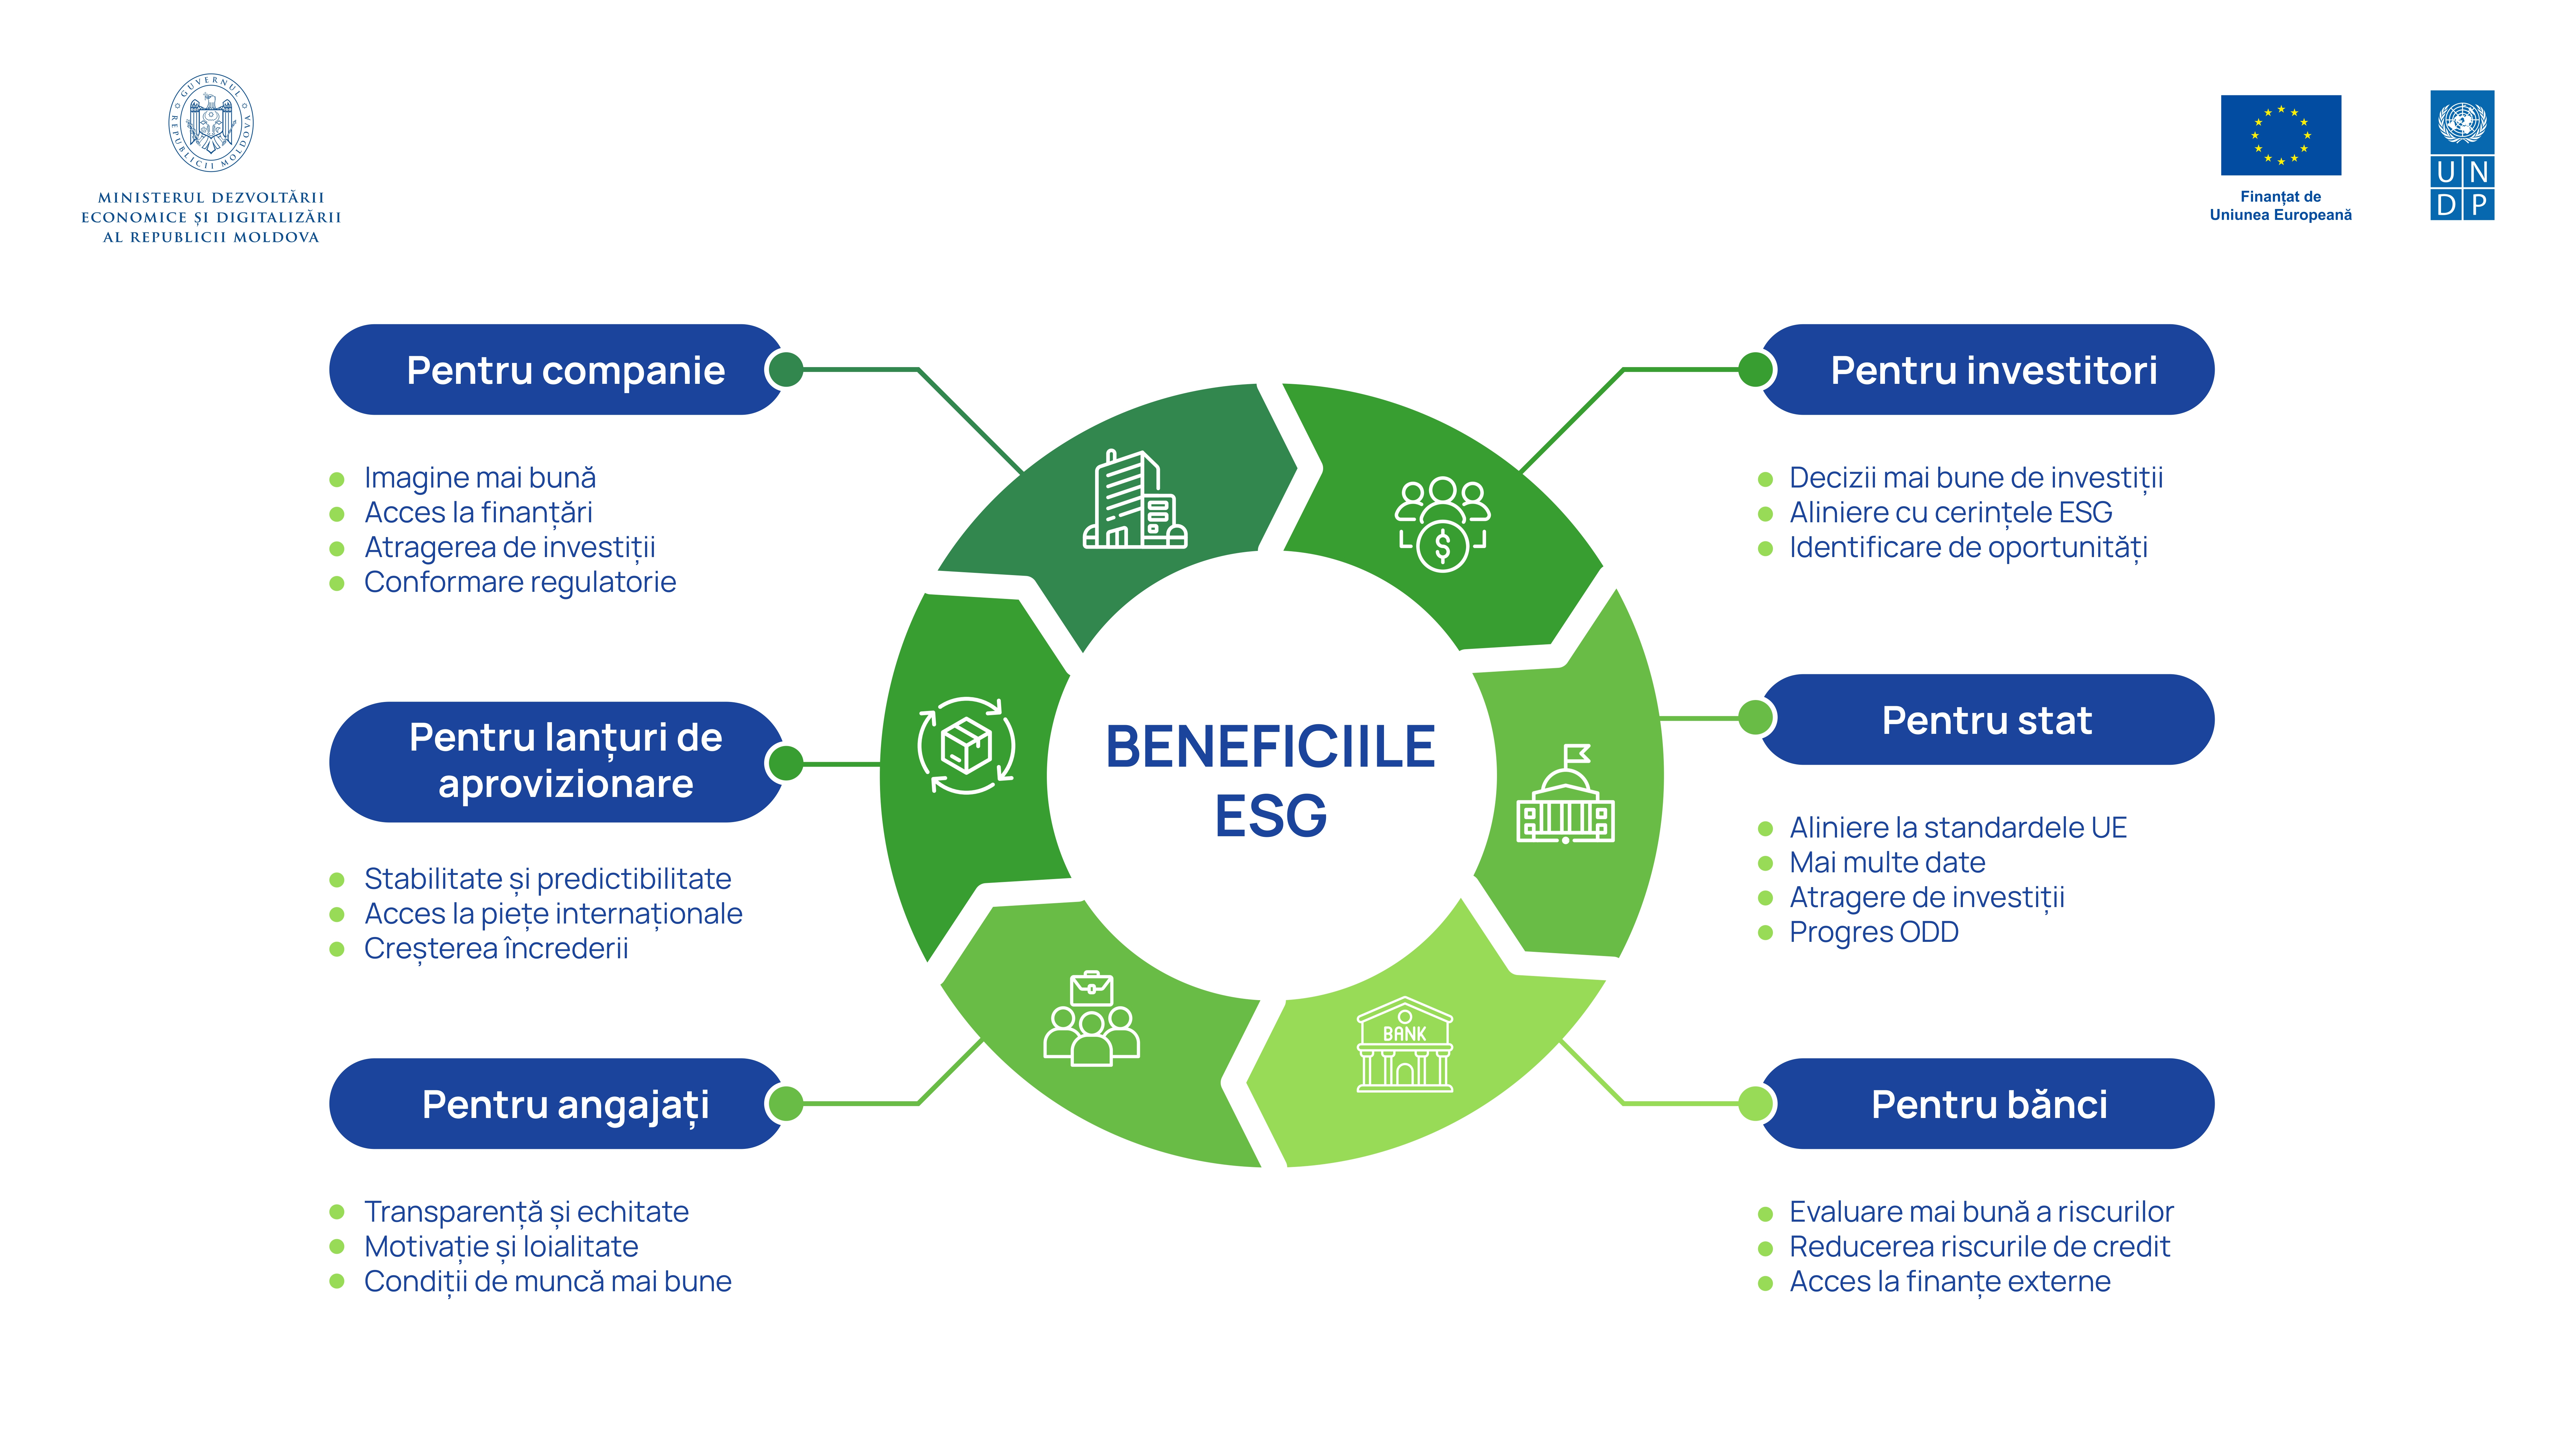 GUVERNUL REPUBLICII MOLDOVA
MINISTERUL DEZVOLTĂRII
ECONOMICE ȘI DIGITALIZĂRII
AL REPUBLICII MOLDOVA
Finanțat de
Uniunea Europeană
U N
D P
Pentru companie
Imagine mai bună
Acces la finanțări
Atragerea de investiții
Conformare regulatorie
Pentru lanțuri de
aprovizionare
Stabilitate și predictibilitate
Acces la piețe internaționale
Creșterea încrederii
Pentru angajați
Transparență și echitate
Motivație și loialitate
Condiții de muncă mai bune
BENEFICIILE
ESG
$
BANK
Pentru investitori
Decizii mai bune de investiții
Aliniere cu cerințele ESG
Identificare de oportunități
Pentru stat
Aliniere la standardele UE
Mai multe date
Atragere de investiții
Progres ODD
Pentru bănci
Evaluare mai bună a riscurilor
Reducerea riscurile de credit
Acces la finanțe externe